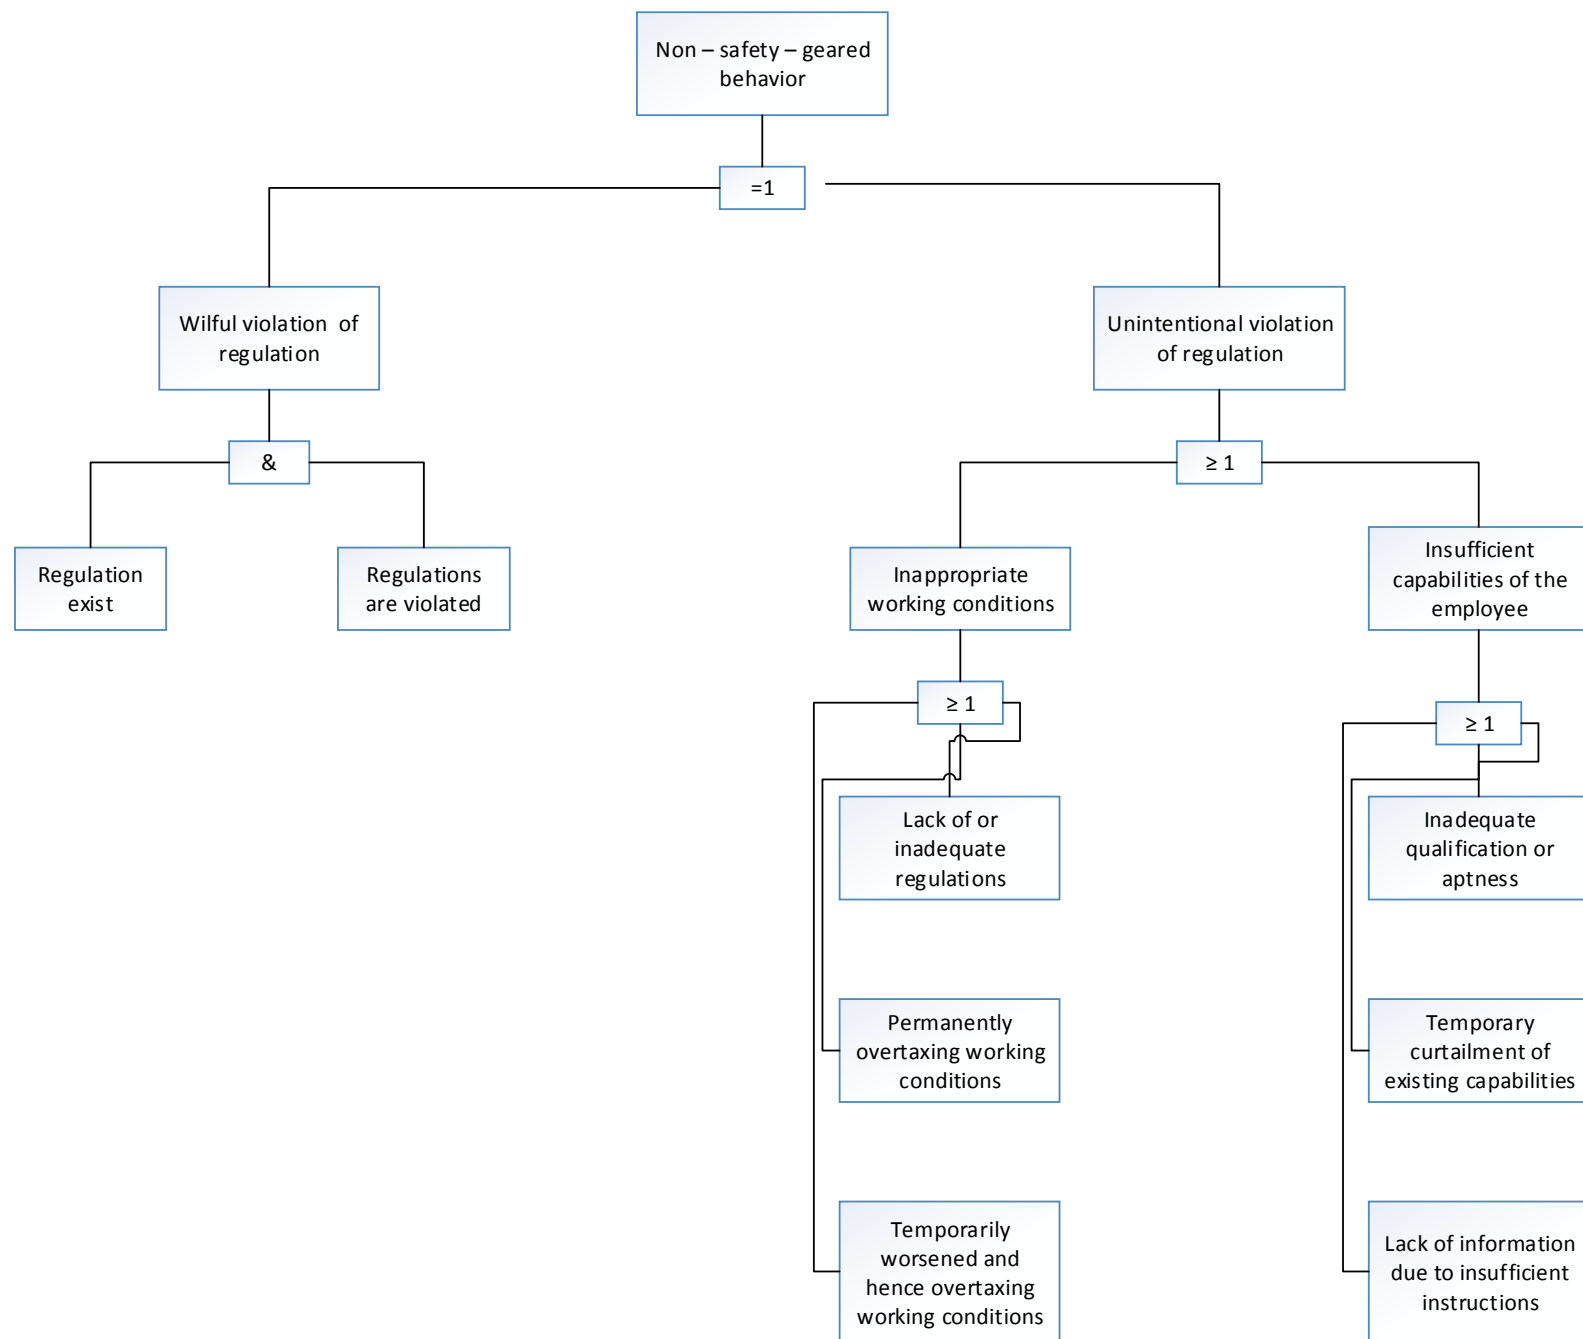 Non – safety – geared
behavior
=1
Wilful violation of
regulation
Unintentional violation
of regulation
&
≥ 1
Regulation
exist
Regulations
are violated
Inappropriate
working conditions
Insufficient
capabilities of the
employee
≥ 1
≥ 1
Lack of or
inadequate
regulations
Inadequate
qualification or
aptness
Permanently
overtaxing working
conditions
Temporary
curtailment of
existing capabilities
Temporarily
worsened and
hence overtaxing
working conditions
Lack of information
due to insufficient
instructions